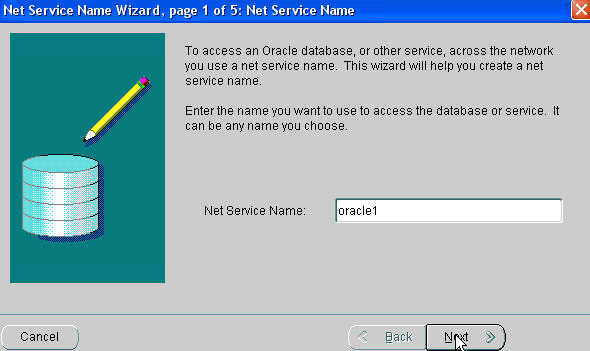 Net Service Name Wizard, page 1 of 5: Net Service Name
To access an Oracle database, or other service, across the network
you use a net service name. This wizard will help you create a net
service name.
Enter the name you want to use to access the database or service. It
can be any name you choose.
Net Service Name: oracle1
Cancel Back Next